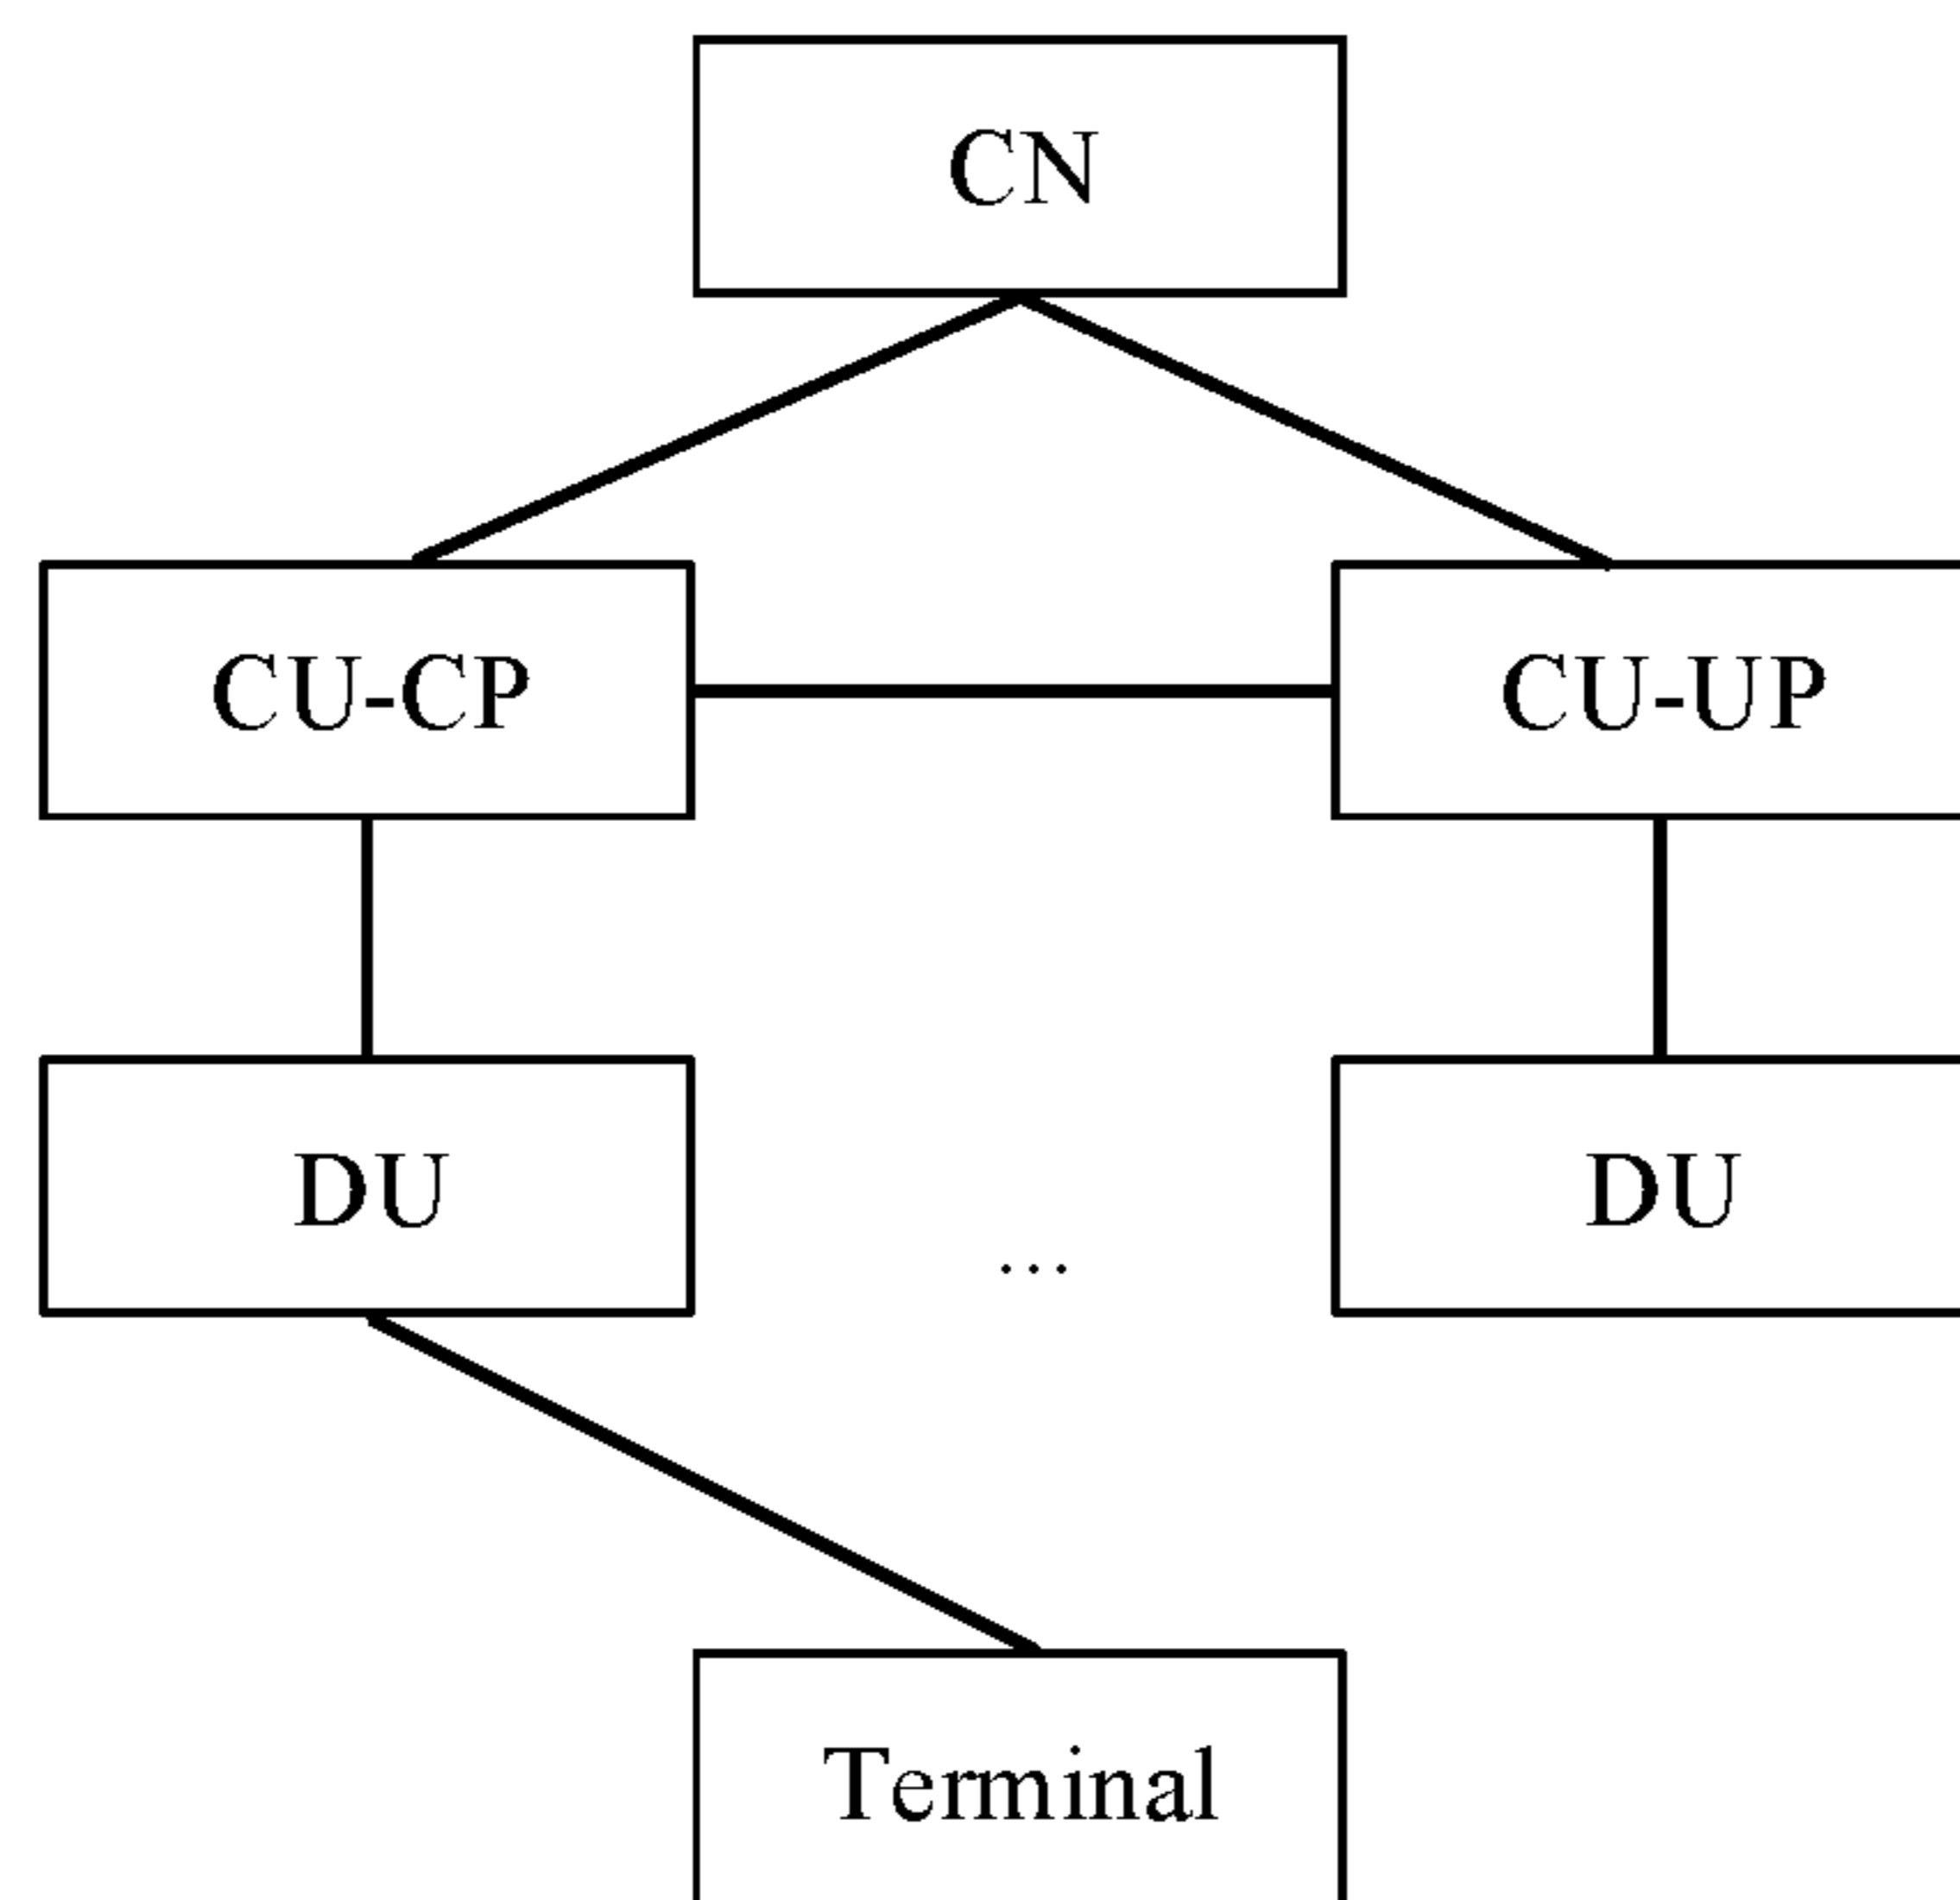 CN
CU-CP
CU-UP
DU
DU
...
Terminal